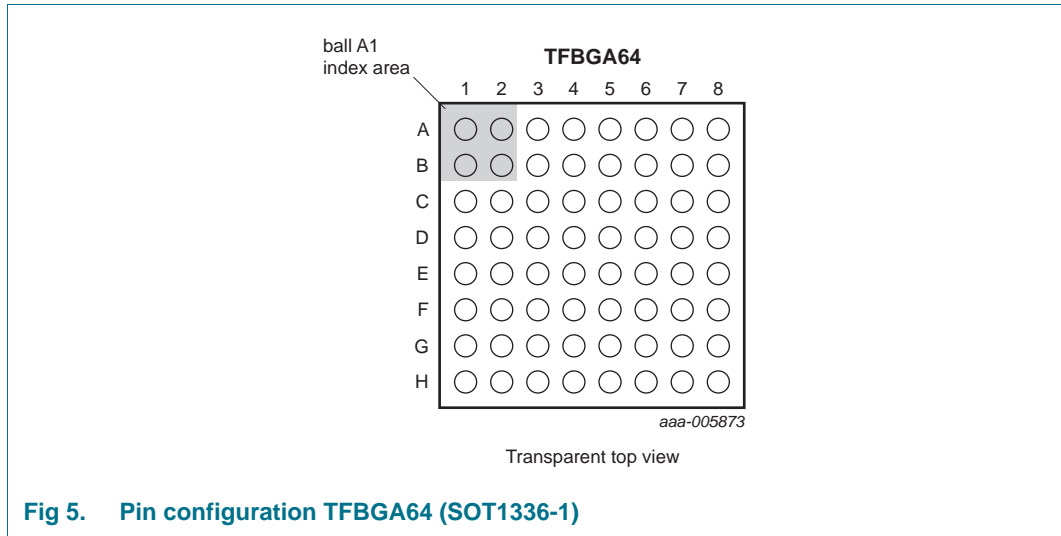 ball A1
index area
TFBGA64
1 2 3 4 5 6 7 8
A
B
C
D
E
F
G
H
aaa-005873
Transparent top view
Fig 5. Pin configuration TFBGA64 (SOT1336-1)